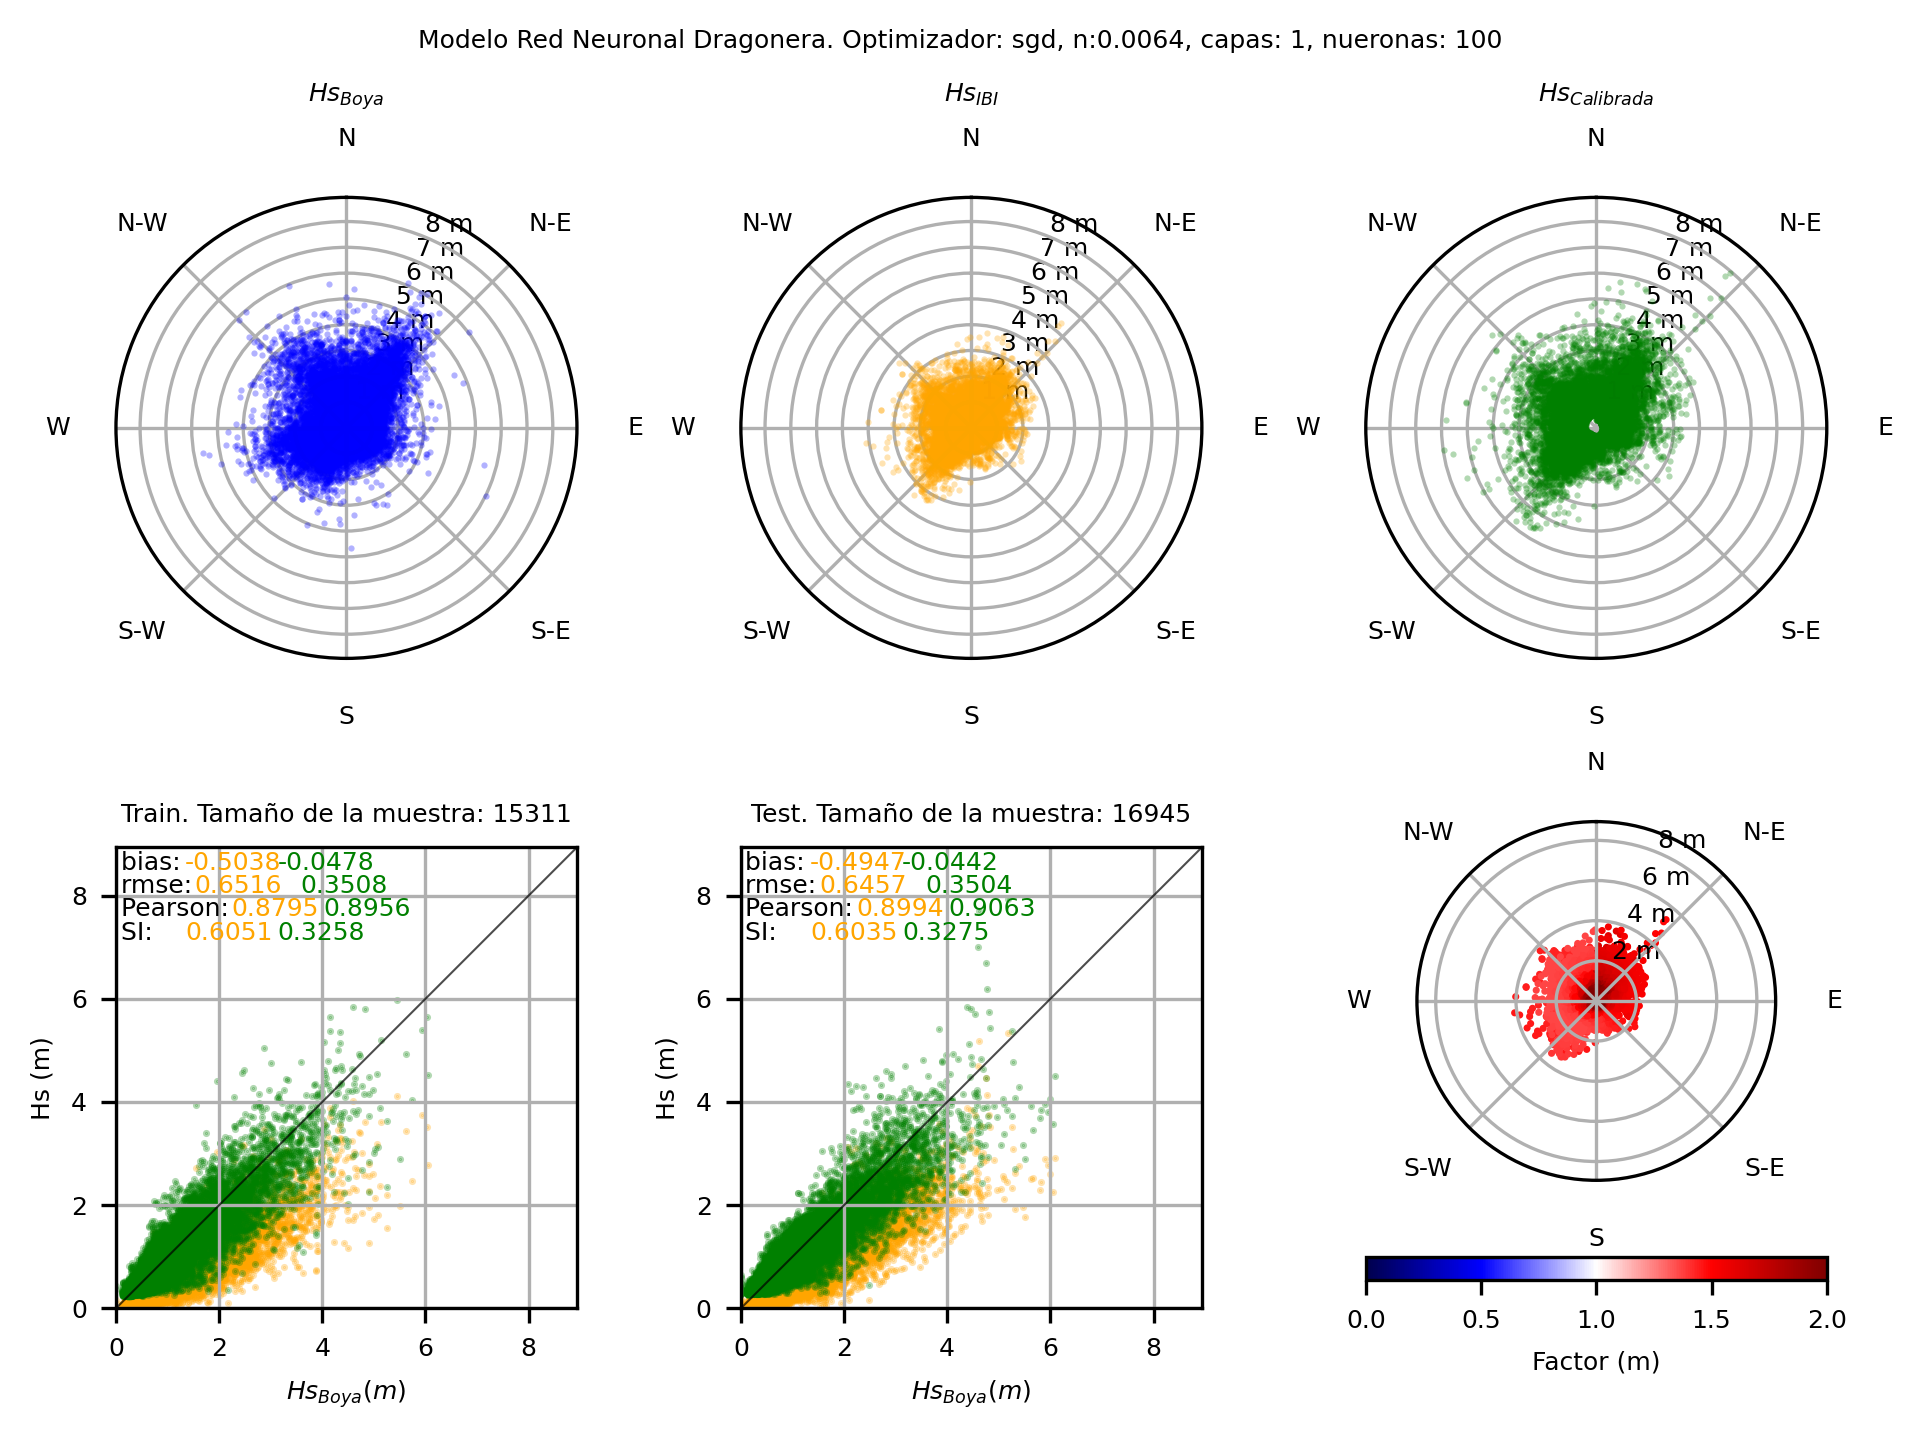 Modelo Red Neuronal Dragonera. Optimizador: sgd, n:0.0064, capas: 1, nueronas: 100
Hs_Boya
N
N-W
N-E
W
E
S-W
S-E
S
8 m
7 m
6 m
5 m
4 m
3 m
m
Hs_IBI
N
N-W
N-E
W
E
S-W
S-E
S
8 m
7 m
6 m
5 m
4 m
3 m
2 m
m
Hs_Calibrada
N
N-W
N-E
W
E
S-W
S-E
S
8 m
7 m
6 m
5 m
4 m
3 m
m
Train. Tamaño de la muestra: 15311
bias: -0.5038 -0.0478
rmse: 0.6516 0.3508
Pearson: 0.8795 0.8956
SI: 0.6051 0.3258
Hs (m)
8
6
4
2
0
0 2 4 6 8
Hs_Boya(m)
Test. Tamaño de la muestra: 16945
bias: -0.4947 -0.0442
rmse: 0.6457 0.3504
Pearson: 0.8994 0.9063
SI: 0.6035 0.3275
Hs (m)
8
6
4
2
0
0 2 4 6 8
Hs_Boya(m)
N
N-W
N-E
W
E
S-W
S-E
S
8 m
6 m
4 m
2 m
0.0 0.5 1.0 1.5 2.0
Factor (m)